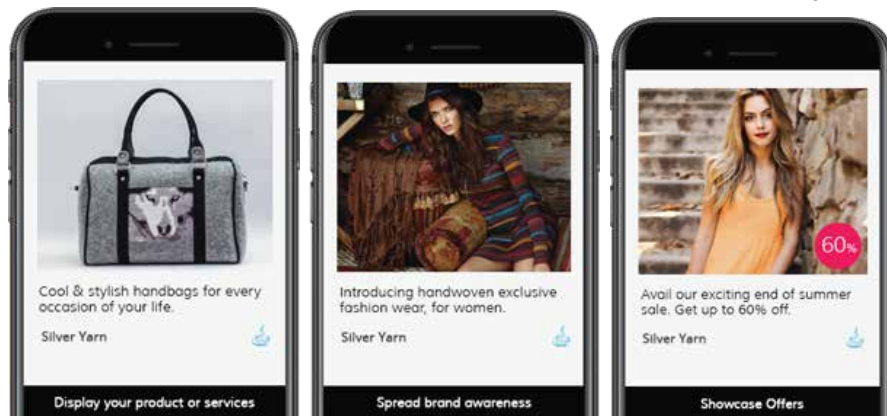 Cool & stylish handbags for every
occasion of your life.
Silver Yarn
Display your product or services
Introducing handwoven exclusive
fashion wear, for women.
Silver Yarn
Spread brand awareness
60%
Avail our exciting end of summer
sale. Get up to 60% off.
Silver Yarn
Showcase Offers